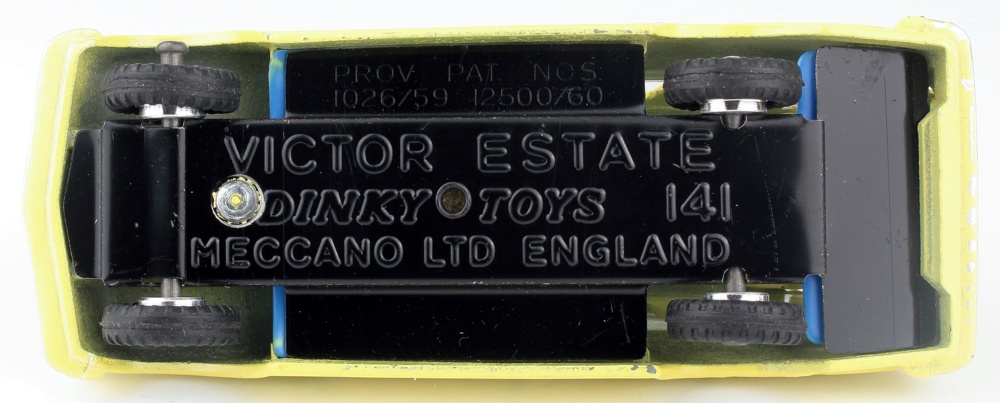 PROV PAT NOS
1026/59 12500/60
VICTOR ESTATE
DINKY TOYS 141
MECCANO LTD ENGLAND